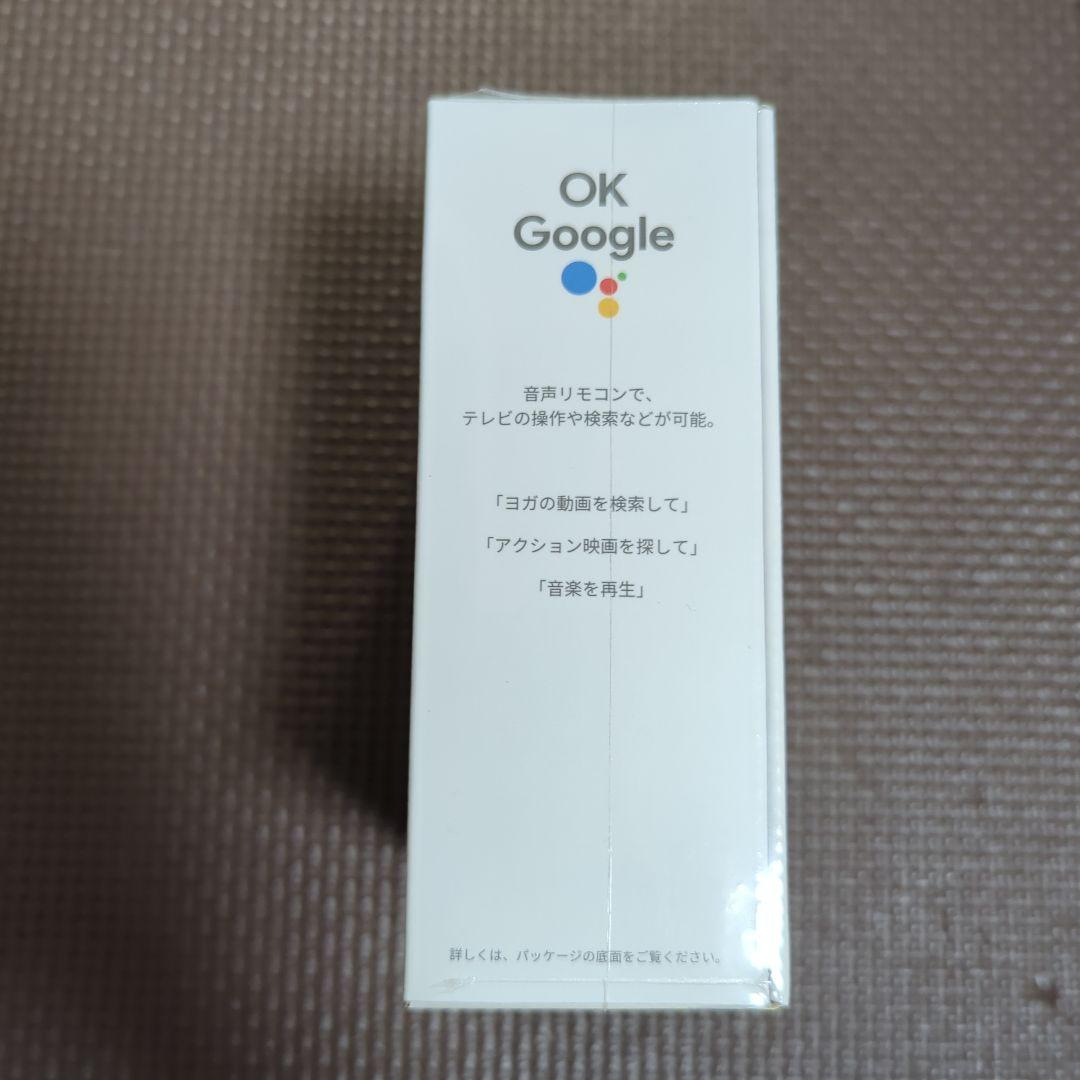 OK
Google
音声リモコンで、
テレビの操作や検索などが可能。
「ヨガの動画を検索して」
「アクション映画を探して」
「音楽を再生」
詳しくは、パッケージの底面をご覧ください。